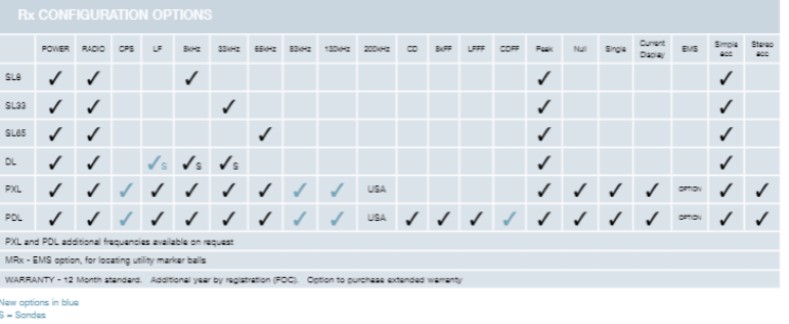 Rx CONFIGURATION OPTIONS
POWER RADIO CPS LF 8kHz 33kHz 65kHz 83kHz 131kHz 200kHz CD 8kFF LFFF CDFF Peak Null Single Current Display EMS Simple acc Stereo acc
SL8 ✓ ✓ ✓ ✓ ✓
SL33 ✓ ✓ ✓ ✓ ✓
SL65 ✓ ✓ ✓ ✓ ✓
DL ✓ ✓ ✓s ✓s ✓s ✓ ✓
PXL ✓ ✓ ✓ ✓ ✓ ✓ ✓ ✓ ✓ USA ✓ ✓ ✓ ✓ OPTION ✓ ✓
PDL ✓ ✓ ✓ ✓ ✓ ✓ ✓ ✓ ✓ USA ✓ ✓ ✓ ✓ ✓ ✓ ✓ ✓ OPTION ✓ ✓
PXL and PDL additional frequencies available on request
MRx - EMS option, for locating utility marker balls
WARRANTY - 12 Month standard. Additional year by registration (FOC). Option to purchase extended warranty
New options in blue
S = Sondes